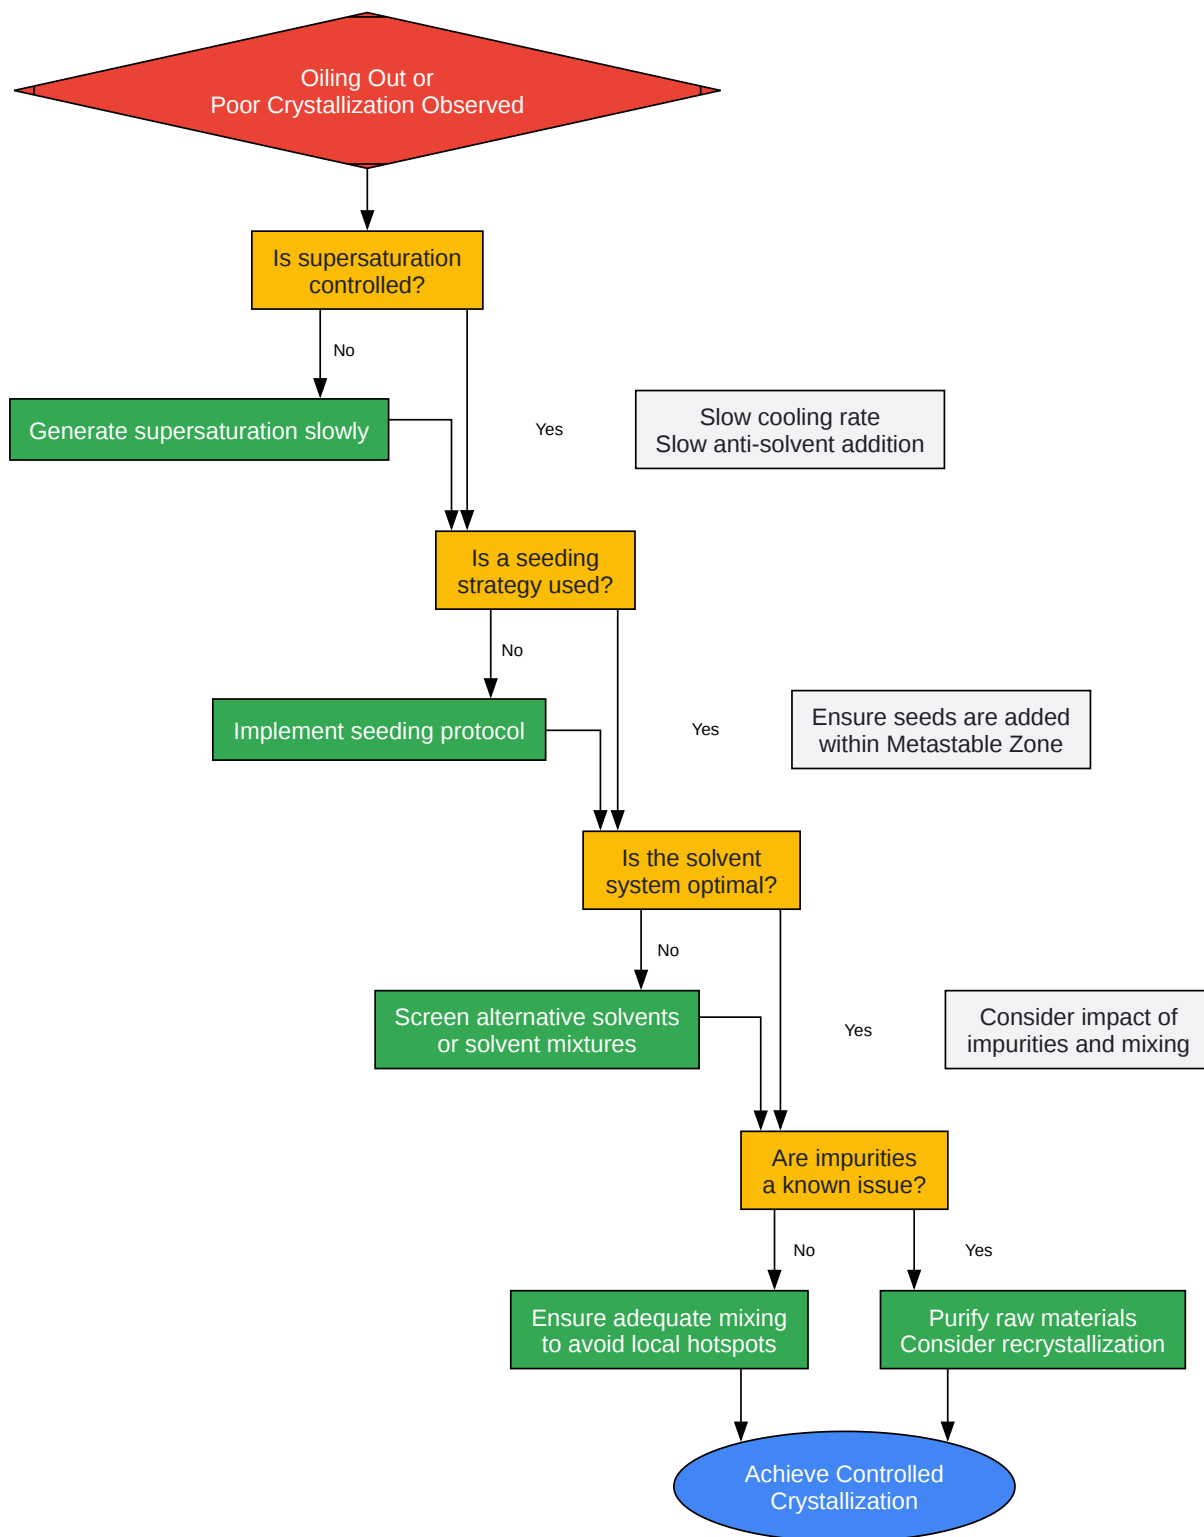 Oiling Out or
Poor Crystallization Observed
Is supersaturation
controlled?
No
Generate supersaturation slowly
Yes
Slow cooling rate
Slow anti-solvent addition
Is a seeding
strategy used?
No
Implement seeding protocol
Yes
Ensure seeds are added
within Metastable Zone
Is the solvent
system optimal?
No
Screen alternative solvents
or solvent mixtures
Yes
Consider impact of
impurities and mixing
Are impurities
a known issue?
No
Yes
Ensure adequate mixing
to avoid local hotspots
Purify raw materials
Consider recrystallization
Achieve Controlled
Crystallization